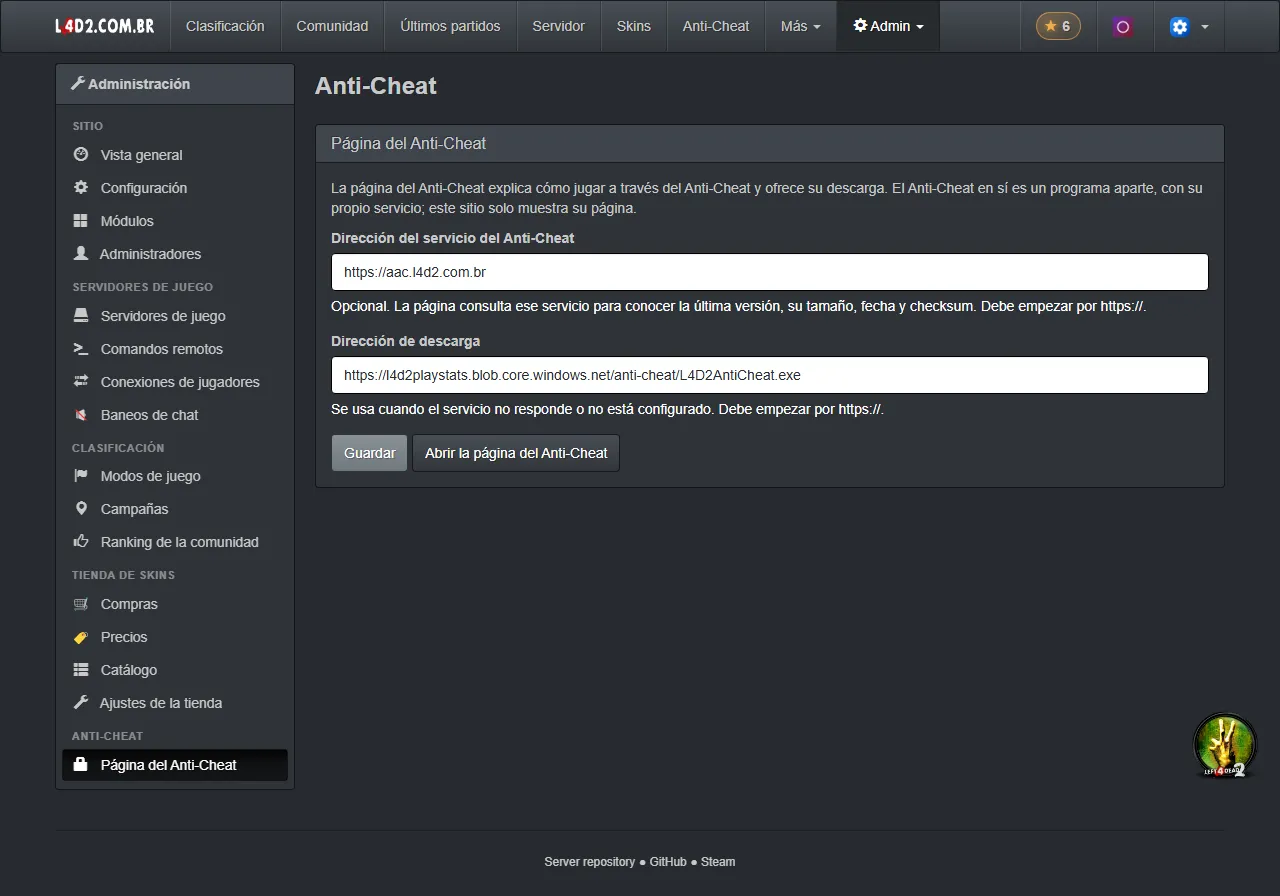 L4D2.COM.BR Clasificación Comunidad Últimos partidos Servidor Skins Anti-Cheat Más Admin 6
Administración
SITIO
Vista general
Configuración
Módulos
Administradores
SERVIDORES DE JUEGO
Servidores de juego
Comandos remotos
Conexiones de jugadores
Baneos de chat
CLASIFICACIÓN
Modos de juego
Campañas
Ranking de la comunidad
TIENDA DE SKINS
Compras
Precios
Catálogo
Ajustes de la tienda
ANTI-CHEAT
Página del Anti-Cheat
Anti-Cheat
Página del Anti-Cheat
La página del Anti-Cheat explica cómo jugar a través del Anti-Cheat y ofrece su descarga. El Anti-Cheat en sí es un programa aparte, con su
propio servicio; este sitio solo muestra su página.
Dirección del servicio del Anti-Cheat
https://aac.l4d2.com.br
Opcional. La página consulta ese servicio para conocer la última versión, su tamaño, fecha y checksum. Debe empezar por https://.
Dirección de descarga
https://l4d2playstats.blob.core.windows.net/anti-cheat/L4D2AntiCheat.exe
Se usa cuando el servicio no responde o no está configurado. Debe empezar por https://.
Guardar Abrir la página del Anti-Cheat
LEFT 4 DEAD 2
Server repository ● GitHub ● Steam